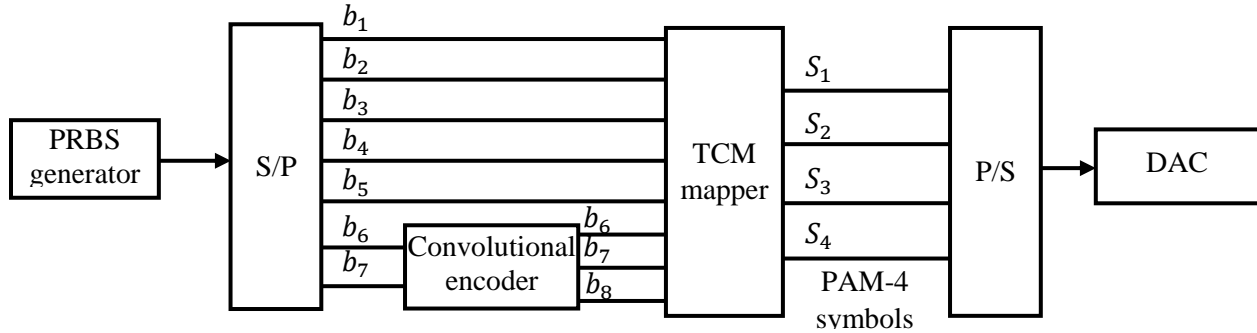 b₁
b₂
b₃
b₄
b₅
b₆
b₇
PRBS
generator
S/P
Convolutional
encoder
b₆
b₇
b₈
TCM
mapper
S₁
S₂
S₃
S₄
PAM-4
symbols
P/S
DAC